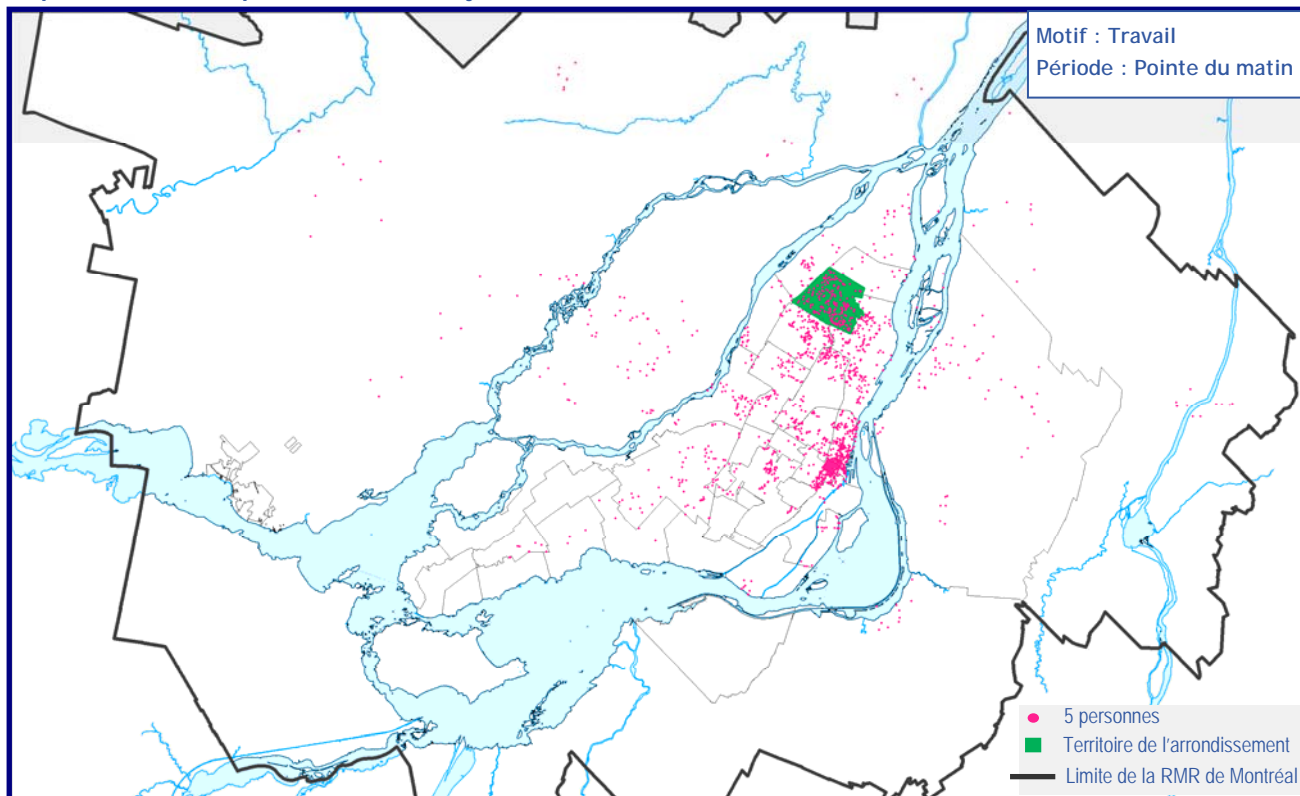 Motif : Travail
Période : Pointe du matin
5 personnes
Territoire de l'arrondissement
Limite de la RMR de Montréal